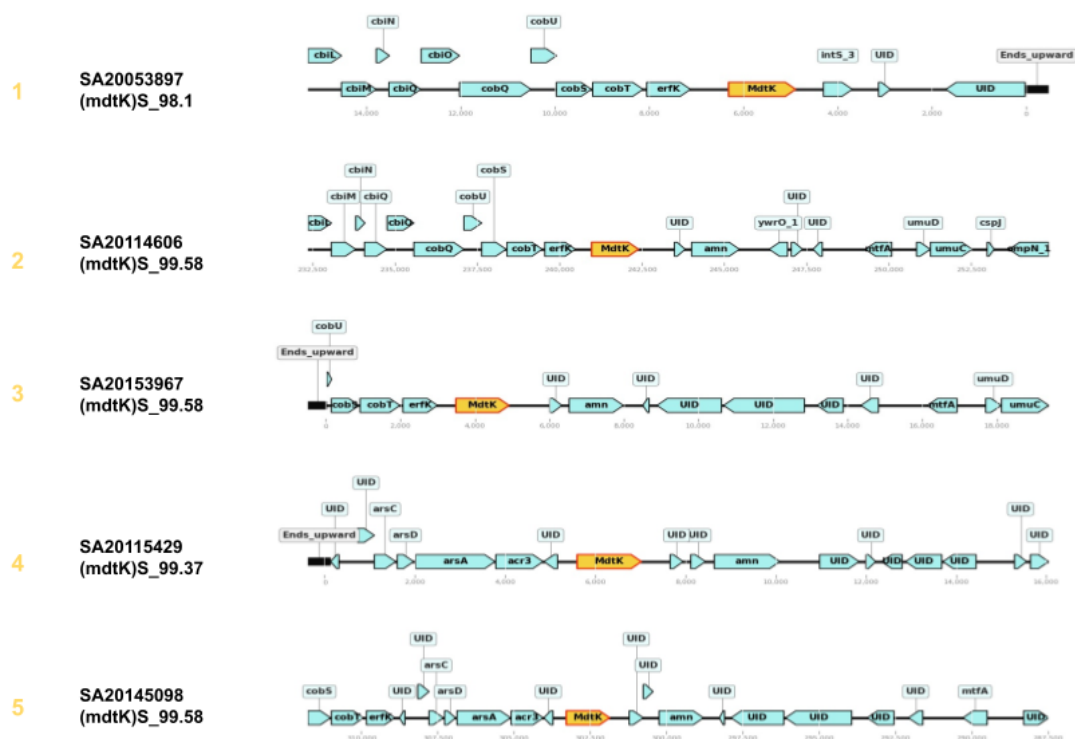 cbiN cobU
cbiL cbiO intS_3 UID Ends_upward
1 SA20053897
(mdtK)S_98.1
cbiM cbiQ cobQ cobS cobT erfK MdtK UID
14,000 12,000 10,000 8,000 6,000 4,000 2,000 0
cbiN cobS
cbiM cbiQ cobU UID
UID ywrO_1 UID umuD cspJ
2 SA20114606
(mdtK)S_99.58
cobQ cobT erfK MdtK amn mtfA umuC ompN_1
232,500 235,000 237,500 240,000 242,500 245,000 247,500 250,000 252,500
cobU
Ends_upward
UID UID UID umuD
3 SA20153967
(mdtK)S_99.58
cobS cobT erfK MdtK amn UID UID UID mtfA umuC
0 2,000 4,000 6,000 8,000 10,000 12,000 14,000 16,000 18,000
UID
UID arsC UID
Ends_upward arsD UID UID UID UID UID
4 SA20115429
(mdtK)S_99.37
arsA acr3 MdtK amn UID UID UID UID
0 2,000 4,000 6,000 8,000 10,000 12,000 14,000 16,000
UID UID
arsC UID
cobS UID arsD UID UID UID mtfA
5 SA20145098
(mdtK)S_99.58
cobT erfK arsA acr3 MdtK amn UID UID UID UID